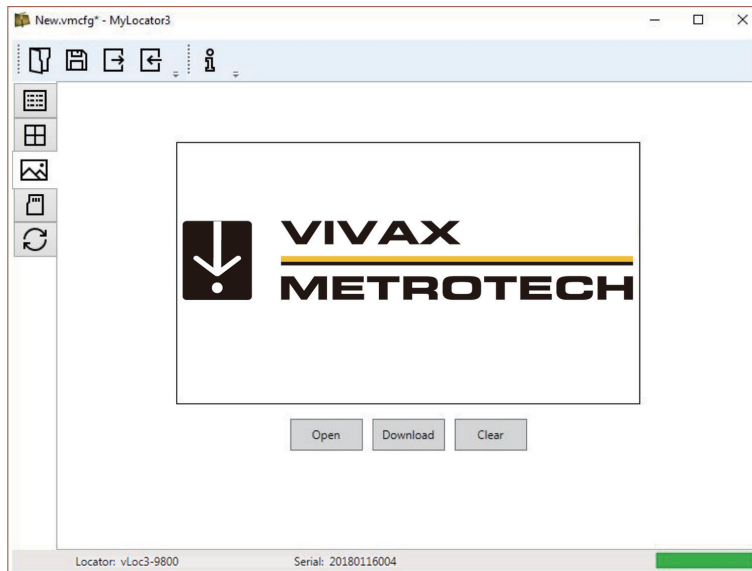 New.vmcfg* - MyLocator3
VIVAX
METROTECH
Open Download Clear
Locator: vLoc3-9800 Serial: 20180116004